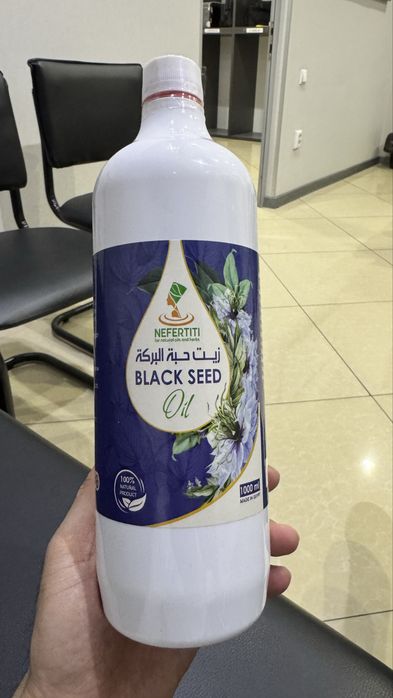 NEFERTITI
for natural oils and herbs
زيت حبة البركة
BLACK SEED
Oil
100%
NATURAL
PRODUCT
1000 ml
MADE IN EGYPT